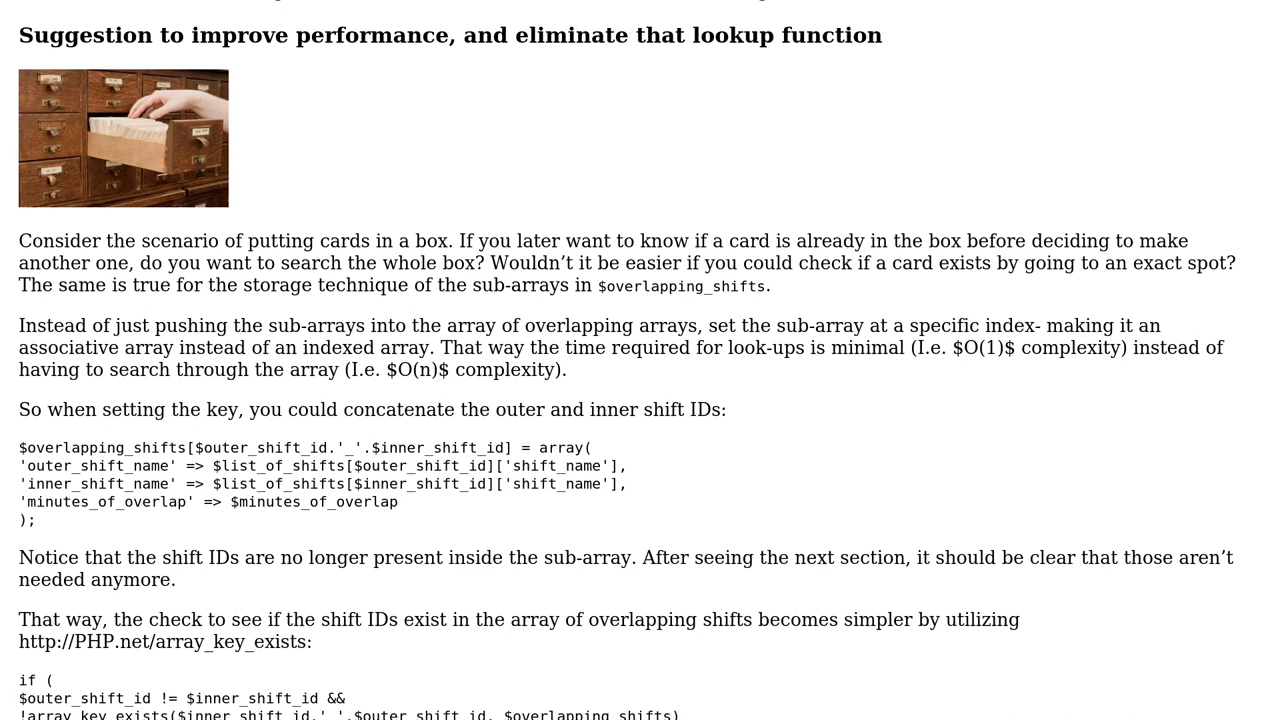 Suggestion to improve performance, and eliminate that lookup function
Consider the scenario of putting cards in a box. If you later want to know if a card is already in the box before deciding to make
another one, do you want to search the whole box? Wouldn’t it be easier if you could check if a card exists by going to an exact spot?
The same is true for the storage technique of the sub-arrays in $overlapping_shifts.
Instead of just pushing the sub-arrays into the array of overlapping arrays, set the sub-array at a specific index- making it an
associative array instead of an indexed array. That way the time required for look-ups is minimal (I.e. $O(1)$ complexity) instead of
having to search through the array (I.e. $O(n)$ complexity).
So when setting the key, you could concatenate the outer and inner shift IDs:
$overlapping_shifts[$outer_shift_id.'_'.$inner_shift_id] = array(
'outer_shift_name' => $list_of_shifts[$outer_shift_id]['shift_name'],
'inner_shift_name' => $list_of_shifts[$inner_shift_id]['shift_name'],
'minutes_of_overlap' => $minutes_of_overlap
);
Notice that the shift IDs are no longer present inside the sub-array. After seeing the next section, it should be clear that those aren’t
needed anymore.
That way, the check to see if the shift IDs exist in the array of overlapping shifts becomes simpler by utilizing
http://PHP.net/array_key_exists:
if (
$outer_shift_id != $inner_shift_id &&
!array_key_exists($inner_shift_id.'_'.$outer_shift_id, $overlapping_shifts)